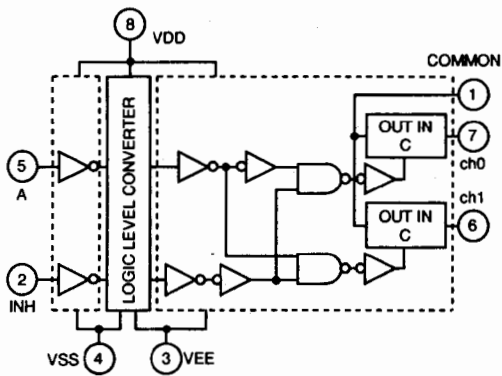 8
VDD
COMMON
1
OUT IN
C
7
ch0
5
A
LOGIC LEVEL CONVERTER
ch1
OUT IN
C
6
2
INH
VSS
4
3
VEE